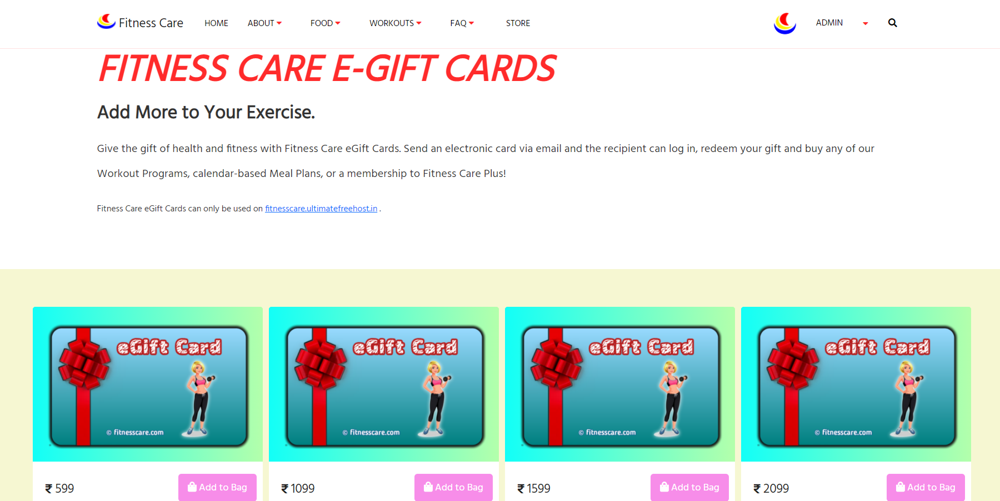 Fitness Care HOME ABOUT FOOD WORKOUTS FAQ STORE ADMIN
FITNESS CARE E-GIFT CARDS
Add More to Your Exercise.
Give the gift of health and fitness with Fitness Care eGift Cards. Send an electronic card via email and the recipient can log in, redeem your gift and buy any of our
Workout Programs, calendar-based Meal Plans, or a membership to Fitness Care Plus!
Fitness Care eGift Cards can only be used on fitnesscare.ultimatefreehost.in .
eGift Card eGift Card eGift Card eGift Card
© fitnesscare.com © fitnesscare.com © fitnesscare.com © fitnesscare.com
₹ 599 Add to Bag ₹ 1099 Add to Bag ₹ 1599 Add to Bag ₹ 2099 Add to Bag